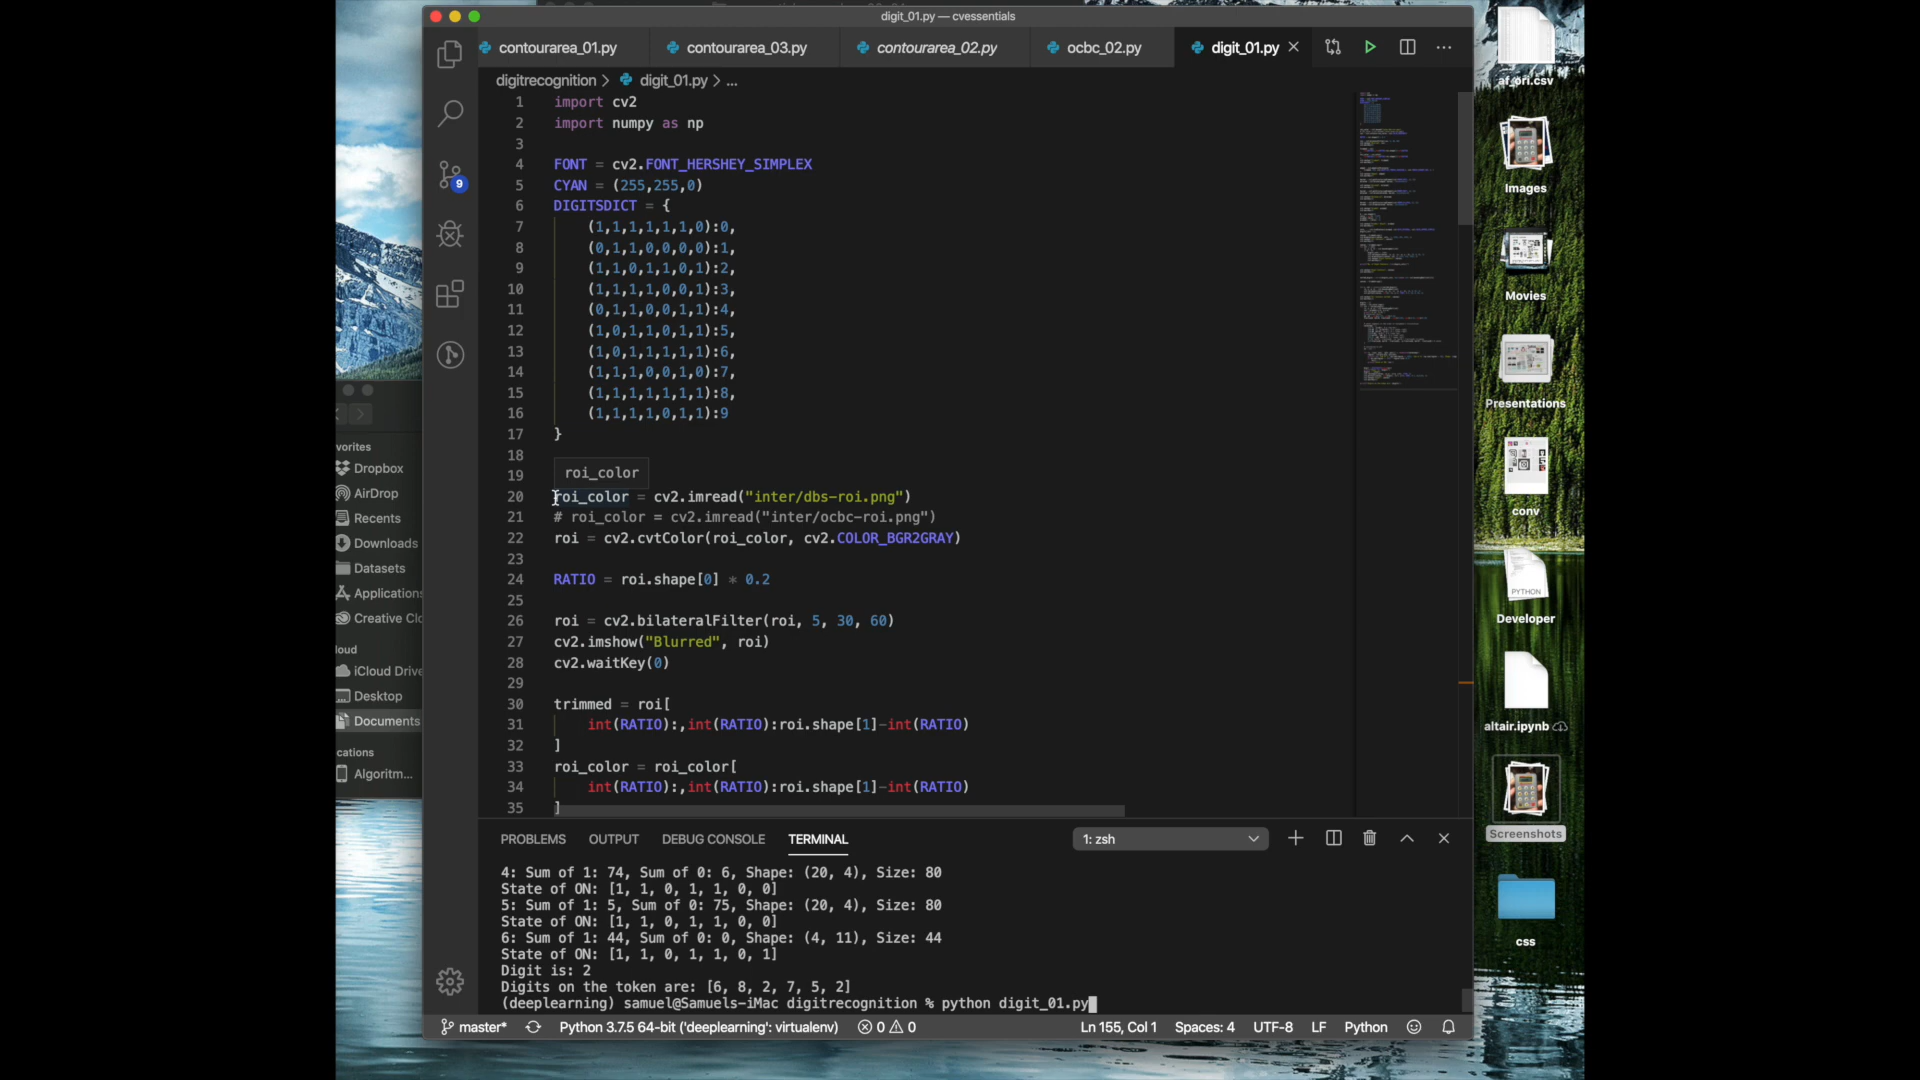 digit_01.py — cvessentials
contourarea_01.py
contourarea_03.py
contourarea_02.py
ocbc_02.py
digit_01.py
digitrecognition > digit_01.py > ...
1 import cv2
2 import numpy as np
3
4 FONT = cv2.FONT_HERSHEY_SIMPLEX
5 CYAN = (255,255,0)
6 DIGITSDICT = {
7 (1,1,1,1,1,1,0):0,
8 (0,1,1,0,0,0,0):1,
9 (1,1,0,1,1,0,1):2,
10 (1,1,1,1,0,0,1):3,
11 (0,1,1,0,0,1,1):4,
12 (1,0,1,1,0,1,1):5,
13 (1,0,1,1,1,1,1):6,
14 (1,1,1,0,0,1,0):7,
15 (1,1,1,1,1,1,1):8,
16 (1,1,1,1,0,1,1):9
17 }
18
19 roi_color
20 roi_color = cv2.imread("inter/dbs-roi.png")
21 # roi_color = cv2.imread("inter/ocbc-roi.png")
22 roi = cv2.cvtColor(roi_color, cv2.COLOR_BGR2GRAY)
23
24 RATIO = roi.shape[0] * 0.2
25
26 roi = cv2.bilateralFilter(roi, 5, 30, 60)
27 cv2.imshow("Blurred", roi)
28 cv2.waitKey(0)
29
30 trimmed = roi[
31 int(RATIO):,int(RATIO):roi.shape[1]-int(RATIO)
32 ]
33 roi_color = roi_color[
34 int(RATIO):,int(RATIO):roi.shape[1]-int(RATIO)
35 ]
9
PROBLEMS OUTPUT DEBUG CONSOLE TERMINAL 1: zsh
4: Sum of 1: 74, Sum of 0: 6, Shape: (20, 4), Size: 80
State of ON: [1, 1, 0, 1, 1, 0, 0]
5: Sum of 1: 5, Sum of 0: 75, Shape: (20, 4), Size: 80
State of ON: [1, 1, 0, 1, 1, 0, 0]
6: Sum of 1: 44, Sum of 0: 0, Shape: (4, 11), Size: 44
State of ON: [1, 1, 0, 1, 1, 0, 1]
Digit is: 2
Digits on the token are: [6, 8, 2, 7, 5, 2]
(deeplearning) samuel@Samuels-iMac digitrecognition % python digit_01.py
master* Python 3.7.5 64-bit ('deeplearning': virtualenv) 0 0 Ln 155, Col 1 Spaces: 4 UTF-8 LF Python
vorites
Dropbox
AirDrop
Recents
Downloads
Datasets
Application
Creative Clo
loud
iCloud Drive
Desktop
Documents
cations
Algoritm...
af_ori.csv
Images
Movies
Presentations
conv
PYTHON
Developer
altair.ipynb
Screenshots
css